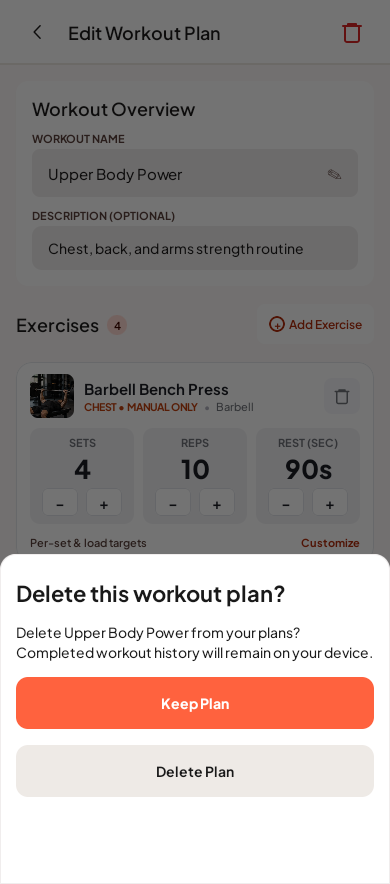 Edit Workout Plan
Workout Overview
WORKOUT NAME
Upper Body Power
DESCRIPTION (OPTIONAL)
Chest, back, and arms strength routine
Exercises 4
Add Exercise
Barbell Bench Press
CHEST • MANUAL ONLY • Barbell
SETS
4
− +
REPS
10
− +
REST (SEC)
90s
− +
Per-set & load targets
Customize
Delete this workout plan?
Delete Upper Body Power from your plans?
Completed workout history will remain on your device.
Keep Plan
Delete Plan